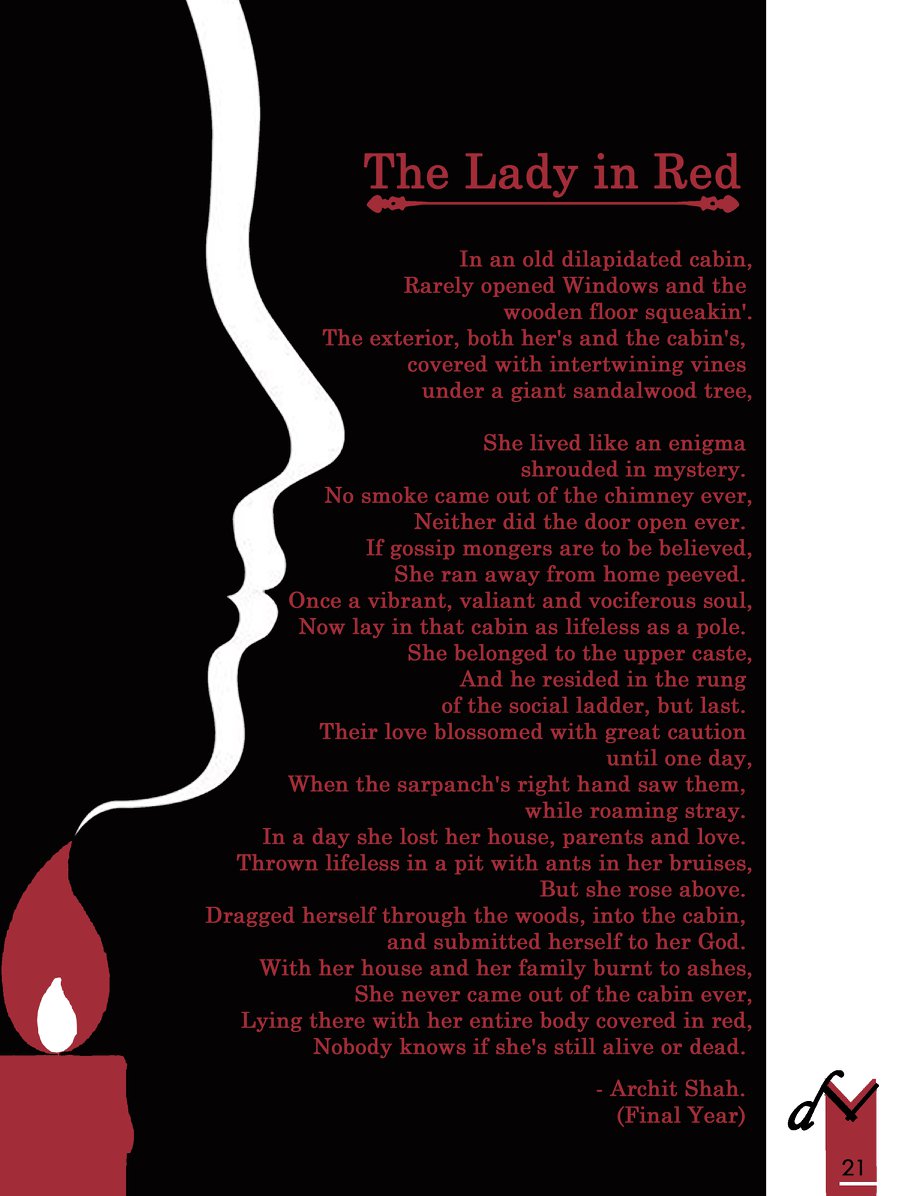 The Lady in Red
In an old dilapidated cabin,
Rarely opened Windows and the
wooden floor squeakin'.
The exterior, both her's and the cabin's,
covered with intertwining vines
under a giant sandalwood tree,
She lived like an enigma
shrouded in mystery.
No smoke came out of the chimney ever,
Neither did the door open ever.
If gossip mongers are to be believed,
She ran away from home peeved.
Once a vibrant, valiant and vociferous soul,
Now lay in that cabin as lifeless as a pole.
She belonged to the upper caste,
And he resided in the rung
of the social ladder, but last.
Their love blossomed with great caution
until one day,
When the sarpanch's right hand saw them,
while roaming stray.
In a day she lost her house, parents and love.
Thrown lifeless in a pit with ants in her bruises,
But she rose above.
Dragged herself through the woods, into the cabin,
and submitted herself to her God.
With her house and her family burnt to ashes,
She never came out of the cabin ever,
Lying there with her entire body covered in red,
Nobody knows if she's still alive or dead.
- Archit Shah.
(Final Year)
dM
21